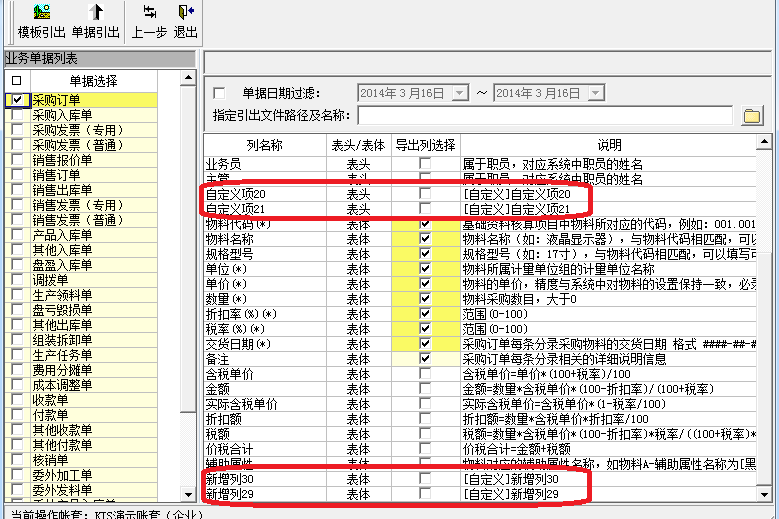 模板引出 单据引出 上一步 退出
业务单据列表
单据选择
采购订单
采购入库单
采购发票（专用）
采购发票（普通）
销售报价单
销售订单
销售出库单
销售发票（专用）
销售发票（普通）
产品入库单
其他入库单
盘盈入库单
调拨单
生产领料单
盘亏毁损单
其他出库单
组装拆卸单
生产任务单
费用分摊单
成本调整单
收款单
付款单
其他收款单
其他付款单
核销单
委外加工单
委外发料单
单据日期过滤： 2014年 3月16日 ～ 2014年 3月16日
指定引出文件路径及名称：
列名称 表头/表体 导出列选择 说明
业务员 表头 属于职员，对应系统中职员的姓名
主管 表头 属于职员，对应系统中职员的姓名
自定义项20 表头 [自定义]自定义项20
自定义项21 表头 [自定义]自定义项21
物料代码(*) 表体 基础资料核算项目中物料所对应的代码，例如：001.001
物料名称 表体 物料名称（如：液晶显示器），与物料代码相匹配，可以
规格型号 表体 物料名称（如：17寸），与物料代码相匹配，可以填写可
单位(*) 表体 物料所属计量单位组的计量单位名称
单价(*) 表体 物料的单价，精度与系统中对物料的设置保持一致，必录
数量(*) 表体 物料采购数目，大于0
折扣率(%)(*) 表体 范围(0-100)
税率(%)(*) 表体 范围(0-100)
交货日期(*) 表体 采购订单每条分录采购物料的交货日期 格式 ####-##-#
备注 表体 采购订单每条分录相关的详细说明信息
含税单价 表体 含税单价=单价*(100+税率)/100
金额 表体 金额=数量*含税单价*(100-折扣率)/(100+税率)
实际含税单价 表体 实际含税单价=含税单价*(1-税率/100)
折扣额 表体 折扣额=数量*含税单价*折扣率/100
税额 表体 税额=数量*含税单价*(100-折扣率)*税率/((100+税率)*
价税合计 表体 价税合计=金额+税额
辅助属性 表体 物料对应的辅助属性名称，如物料A-辅助属性名称为[黑
新增列30 表体 [自定义]新增列30
新增列29 表体 [自定义]新增列29
当前操作帐套：KIS演示账套（企业）